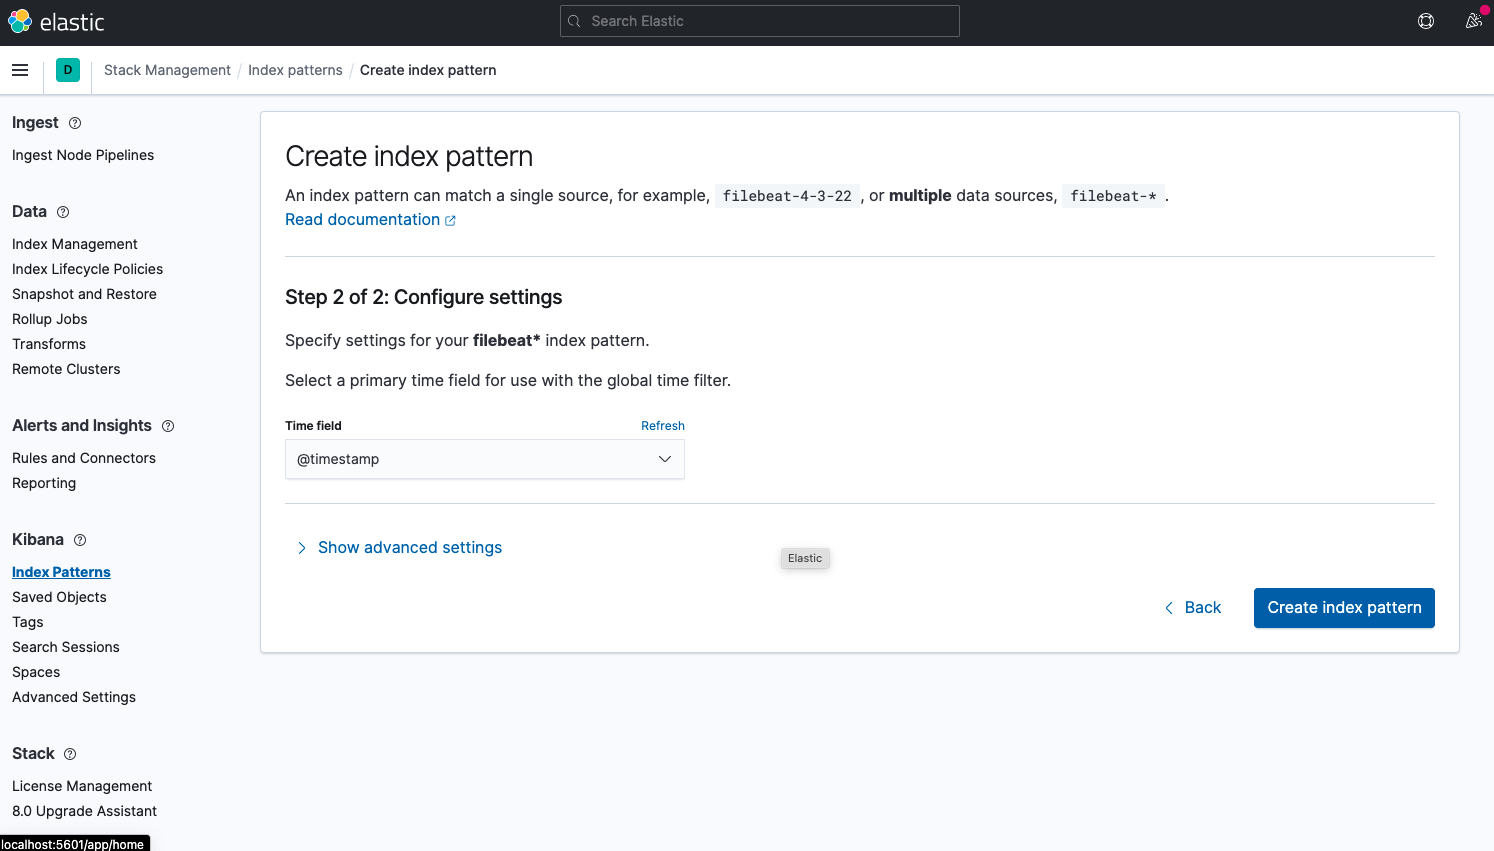 elastic
Search Elastic
D
Stack Management / Index patterns / Create index pattern
Ingest
Ingest Node Pipelines
Data
Index Management
Index Lifecycle Policies
Snapshot and Restore
Rollup Jobs
Transforms
Remote Clusters
Alerts and Insights
Rules and Connectors
Reporting
Kibana
Index Patterns
Saved Objects
Tags
Search Sessions
Spaces
Advanced Settings
Stack
License Management
8.0 Upgrade Assistant
localhost:5601/app/home
Create index pattern
An index pattern can match a single source, for example, filebeat-4-3-22 , or multiple data sources, filebeat-* .
Read documentation
Step 2 of 2: Configure settings
Specify settings for your filebeat* index pattern.
Select a primary time field for use with the global time filter.
Time field
Refresh
@timestamp
Show advanced settings
Elastic
Back
Create index pattern